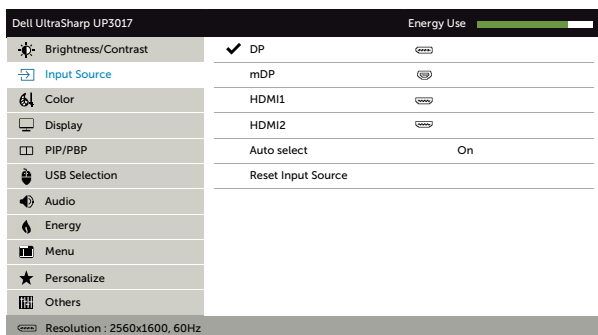 Dell UltraSharp UP3017 Energy Use
Brightness/Contrast DP
Input Source mDP
Color HDMI1
Display HDMI2
PIP/PBP Auto select On
USB Selection Reset Input Source
Audio
Energy
Menu
Personalize
Others
Resolution : 2560x1600, 60Hz